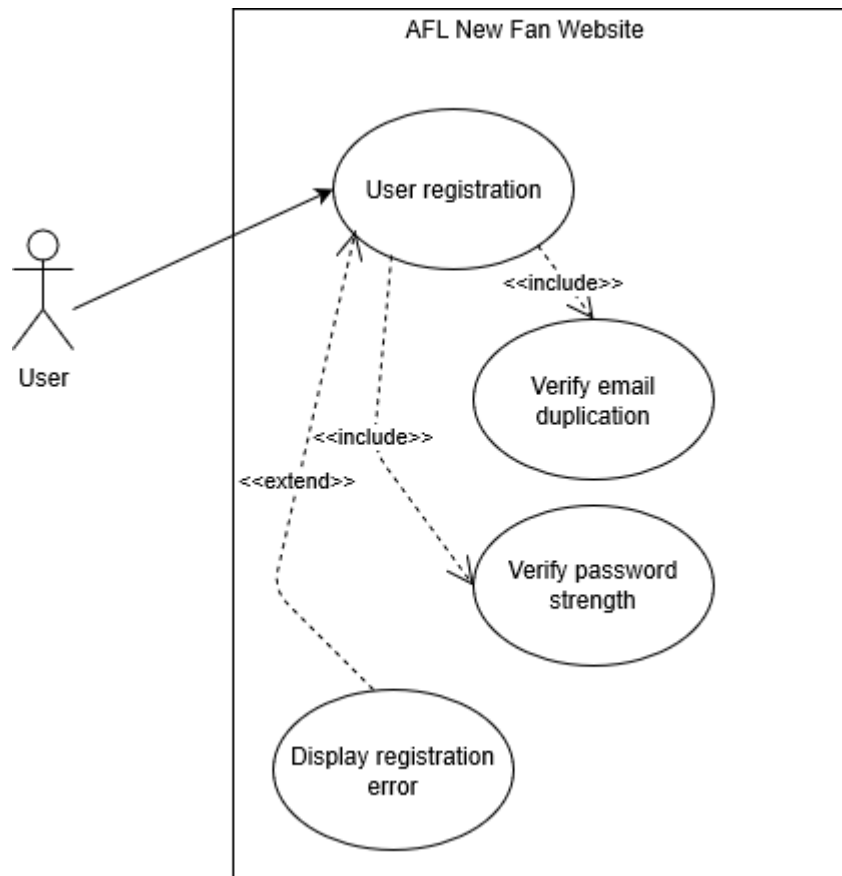 AFL New Fan Website
User registration
<<include>>
User
Verify email
duplication
<<include>>
<<extend>>
Verify password
strength
Display registration
error